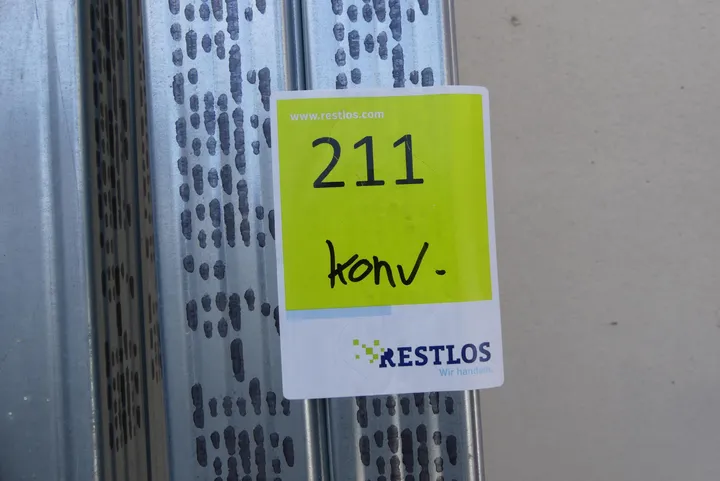 www.restlos.com
211
konv.
RESTLOS
Wir handeln.